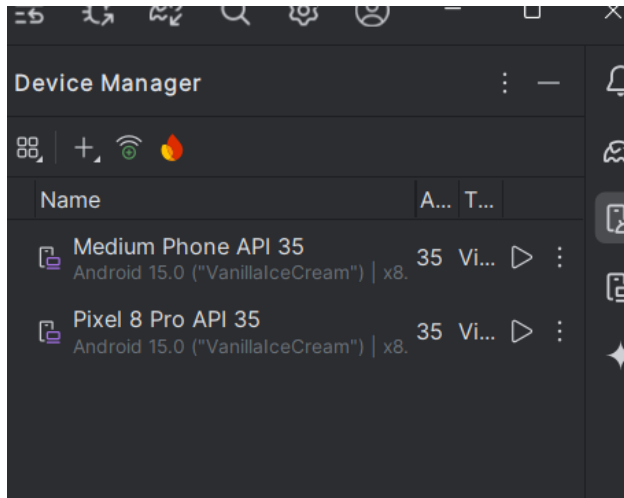 Device Manager
Name A... T...
Medium Phone API 35 35 Vi...
Android 15.0 ("VanillaIceCream") | x8.
Pixel 8 Pro API 35 35 Vi...
Android 15.0 ("VanillaIceCream") | x8.